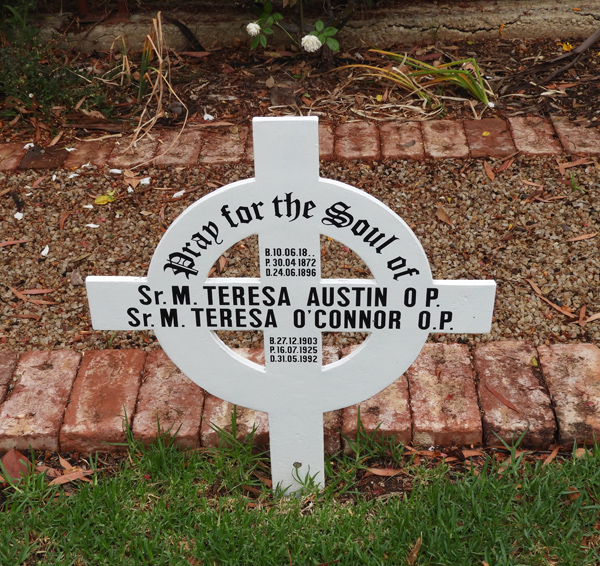 Pray for the Soul of
B.10.06.18..
P.30.04.1872
D.24.06.1896
Sr. M. TERESA AUSTIN O P.
Sr. M. TERESA O'CONNOR O.P.
B.27.12.1903
P.16.07.1925
D.31.05.1992